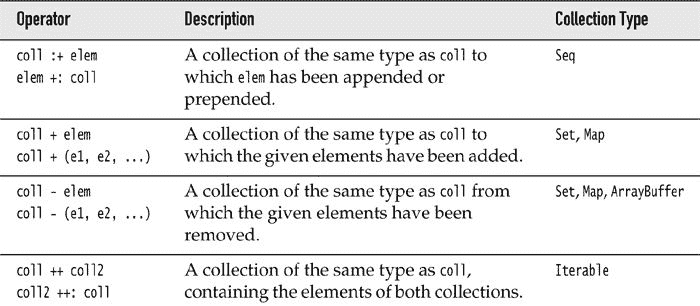 Operator Description Collection Type
coll :+ elem A collection of the same type as coll to Seq
elem +: coll which elem has been appended or
prepended.
coll + elem A collection of the same type as coll to Set, Map
coll + (e1, e2, ...) which the given elements have been added.
coll - elem A collection of the same type as coll from Set, Map, ArrayBuffer
coll - (e1, e2, ...) which the given elements have been
removed.
coll ++ coll2 A collection of the same type as coll, Iterable
coll2 ++: coll containing the elements of both collections.